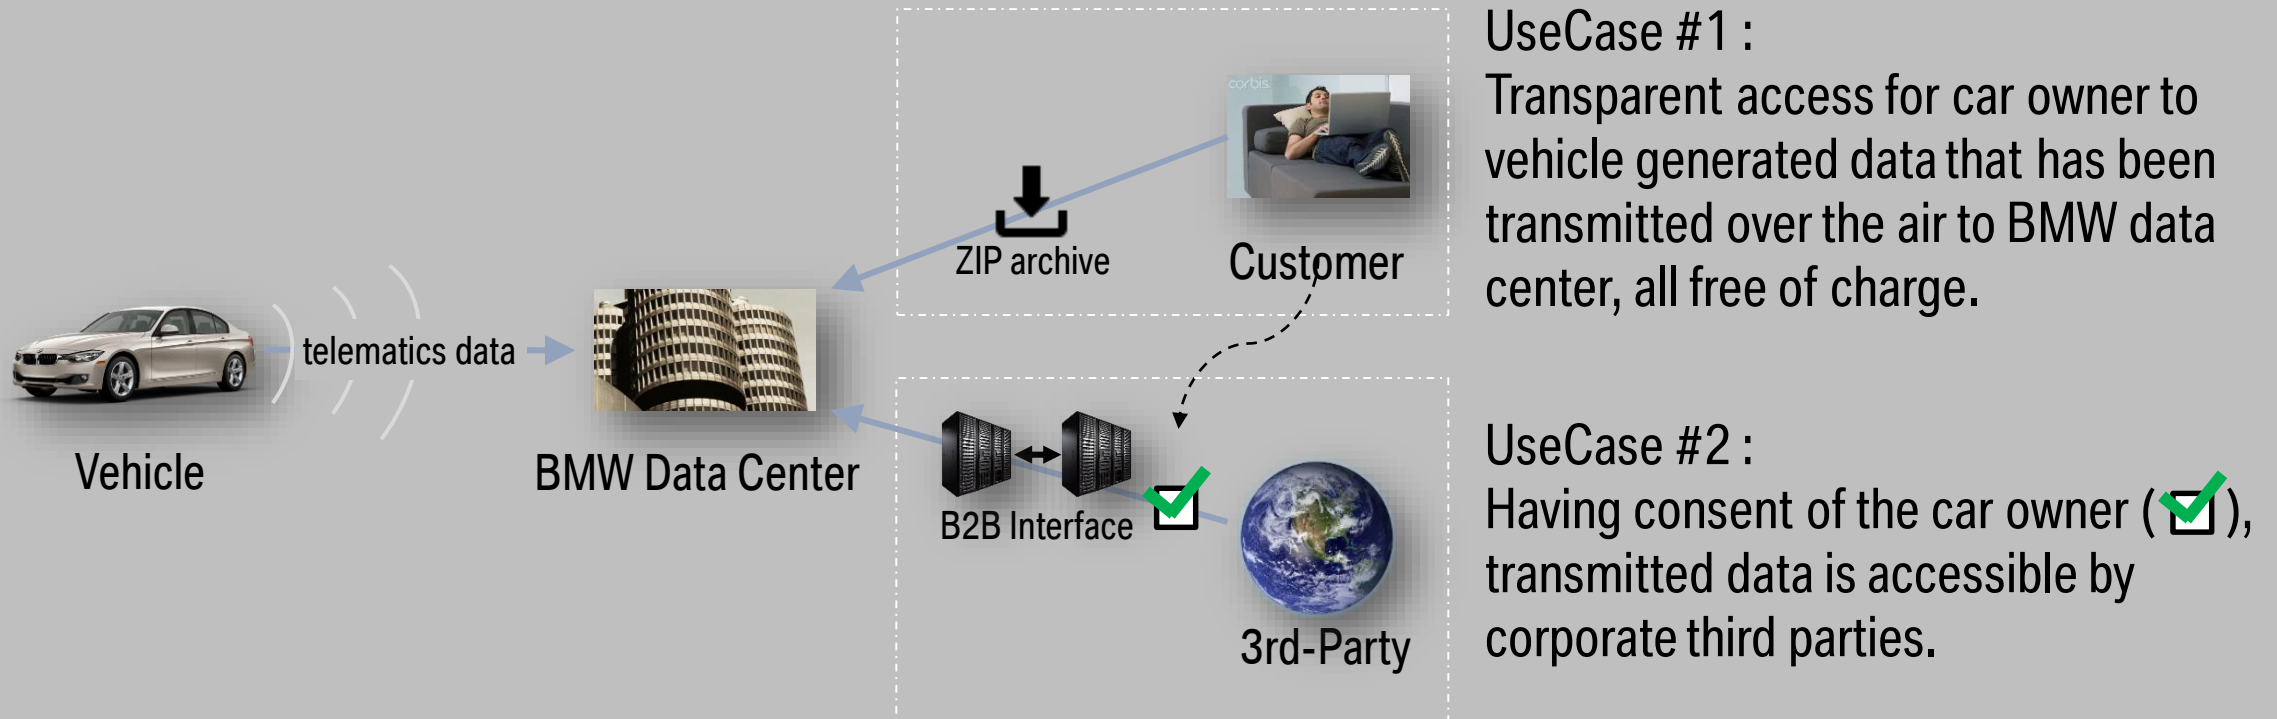 corbis
ZIP archive
Customer
telematics data
Vehicle
BMW Data Center
B2B Interface
3rd-Party
UseCase #1 :
Transparent access for car owner to
vehicle generated data that has been
transmitted over the air to BMW data
center, all free of charge.
UseCase #2 :
Having consent of the car owner ( ),
transmitted data is accessible by
corporate third parties.